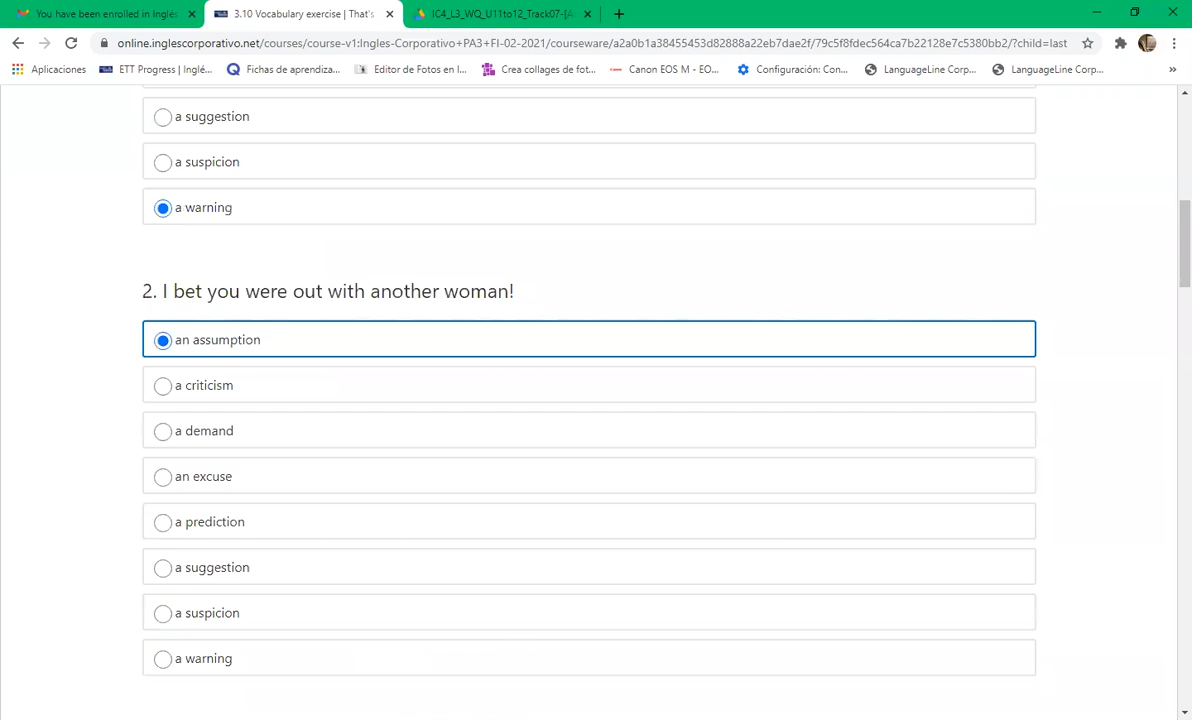 You have been enrolled in Inglés
3.10 Vocabulary exercise | That's
IC4_L3_WQ_U11to12_Track07-[A
online.inglescorporativo.net/courses/course-v1:Ingles-Corporativo+PA3+FI-02-2021/courseware/a2a0b1a38455453d82888a22eb7dae2f/79c5f8fdec564ca7b22128e7c5380bb2/?child=last
Aplicaciones
ETT Progress | Inglé...
Fichas de aprendiza...
Editor de Fotos en l...
Crea collages de fot...
Canon EOS M - EO...
Configuración: Con...
LanguageLine Corp...
LanguageLine Corp...
»
a suggestion
a suspicion
a warning
2. I bet you were out with another woman!
an assumption
a criticism
a demand
an excuse
a prediction
a suggestion
a suspicion
a warning